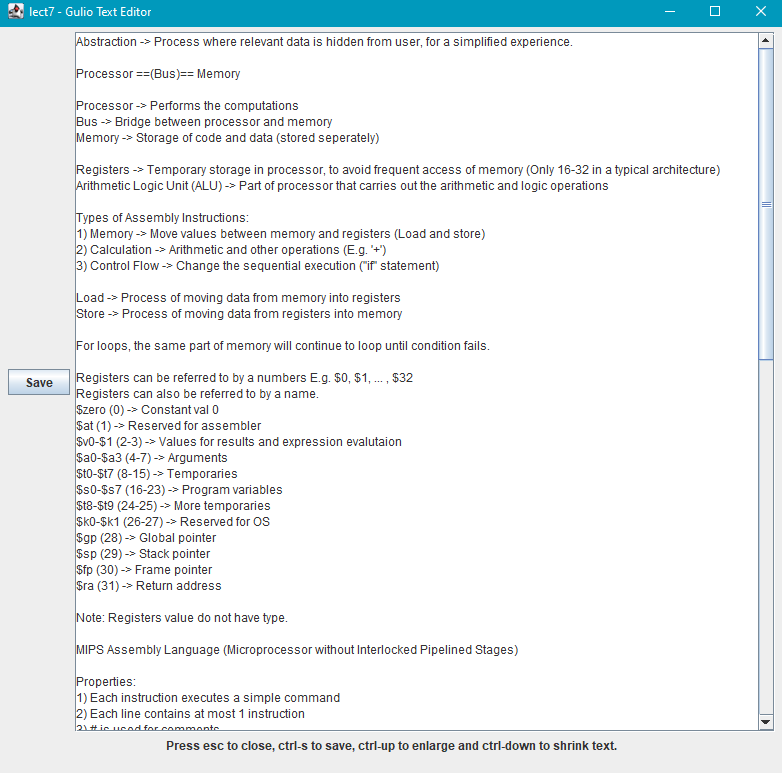 lect7 - Gulio Text Editor
Abstraction -> Process where relevant data is hidden from user, for a simplified experience.
Processor ==(Bus)== Memory
Processor -> Performs the computations
Bus -> Bridge between processor and memory
Memory -> Storage of code and data (stored seperately)
Registers -> Temporary storage in processor, to avoid frequent access of memory (Only 16-32 in a typical architecture)
Arithmetic Logic Unit (ALU) -> Part of processor that carries out the arithmetic and logic operations
Types of Assembly Instructions:
1) Memory -> Move values between memory and registers (Load and store)
2) Calculation -> Arithmetic and other operations (E.g. '+')
3) Control Flow -> Change the sequential execution ("if" statement)
Load -> Process of moving data from memory into registers
Store -> Process of moving data from registers into memory
For loops, the same part of memory will continue to loop until condition fails.
Save
Registers can be referred to by a numbers E.g. $0, $1, ... , $32
Registers can also be referred to by a name.
$zero (0) -> Constant val 0
$at (1) -> Reserved for assembler
$v0-$1 (2-3) -> Values for results and expression evalutaion
$a0-$a3 (4-7) -> Arguments
$t0-$t7 (8-15) -> Temporaries
$s0-$s7 (16-23) -> Program variables
$t8-$t9 (24-25) -> More temporaries
$k0-$k1 (26-27) -> Reserved for OS
$gp (28) -> Global pointer
$sp (29) -> Stack pointer
$fp (30) -> Frame pointer
$ra (31) -> Return address
Note: Registers value do not have type.
MIPS Assembly Language (Microprocessor without Interlocked Pipelined Stages)
Properties:
1) Each instruction executes a simple command
2) Each line contains at most 1 instruction
3) # is used for comments
Press esc to close, ctrl-s to save, ctrl-up to enlarge and ctrl-down to shrink text.